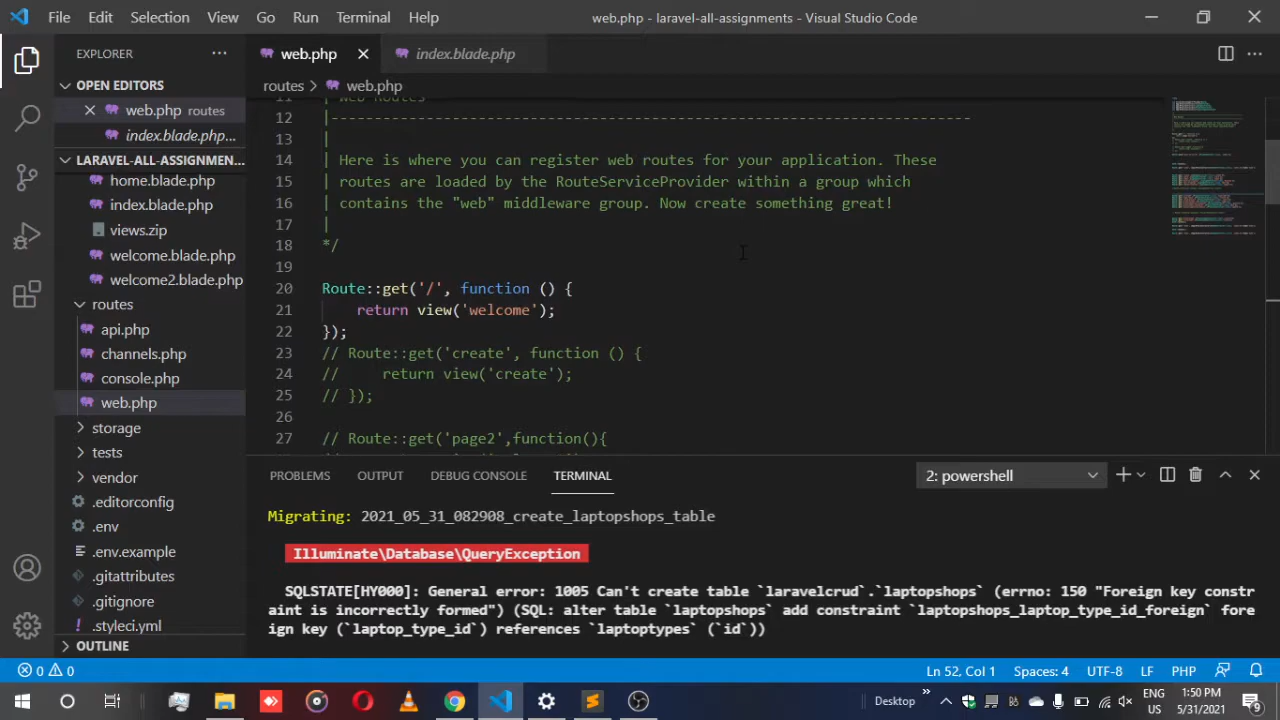 File Edit Selection View Go Run Terminal Help
web.php - laravel-all-assignments - Visual Studio Code
EXPLORER
OPEN EDITORS
web.php routes
index.blade.php...
LARAVEL-ALL-ASSIGNM...
home.blade.php
index.blade.php
views.zip
welcome.blade.php
welcome2.blade.php
routes
api.php
channels.php
console.php
web.php
storage
tests
vendor
.editorconfig
.env
.env.example
.gitattributes
.gitignore
.styleci.yml
OUTLINE
web.php
index.blade.php
routes > web.php
11 | Web Routes
12 |--------------------------------------------------------------------------
13 |
14 | Here is where you can register web routes for your application. These
15 | routes are loaded by the RouteServiceProvider within a group which
16 | contains the "web" middleware group. Now create something great!
17 |
18 */
19
20 Route::get('/', function () {
21 return view('welcome');
22 });
23 // Route::get('create', function () {
24 // return view('create');
25 // });
26
27 // Route::get('page2',function(){
PROBLEMS OUTPUT DEBUG CONSOLE TERMINAL
2: powershell
Migrating: 2021_05_31_082908_create_laptopshops_table
Illuminate\Database\QueryException
SQLSTATE[HY000]: General error: 1005 Can't create table `laravelcrud`.`laptopshops` (errno: 150 "Foreign key constr
aint is incorrectly formed") (SQL: alter table `laptopshops` add constraint `laptopshops_laptop_type_id_foreign` fore
ign key (`laptop_type_id`) references `laptoptypes` (`id`))
0 0
Ln 52, Col 1 Spaces: 4 UTF-8 LF PHP
Desktop
ENG
US
1:50 PM
5/31/2021
9